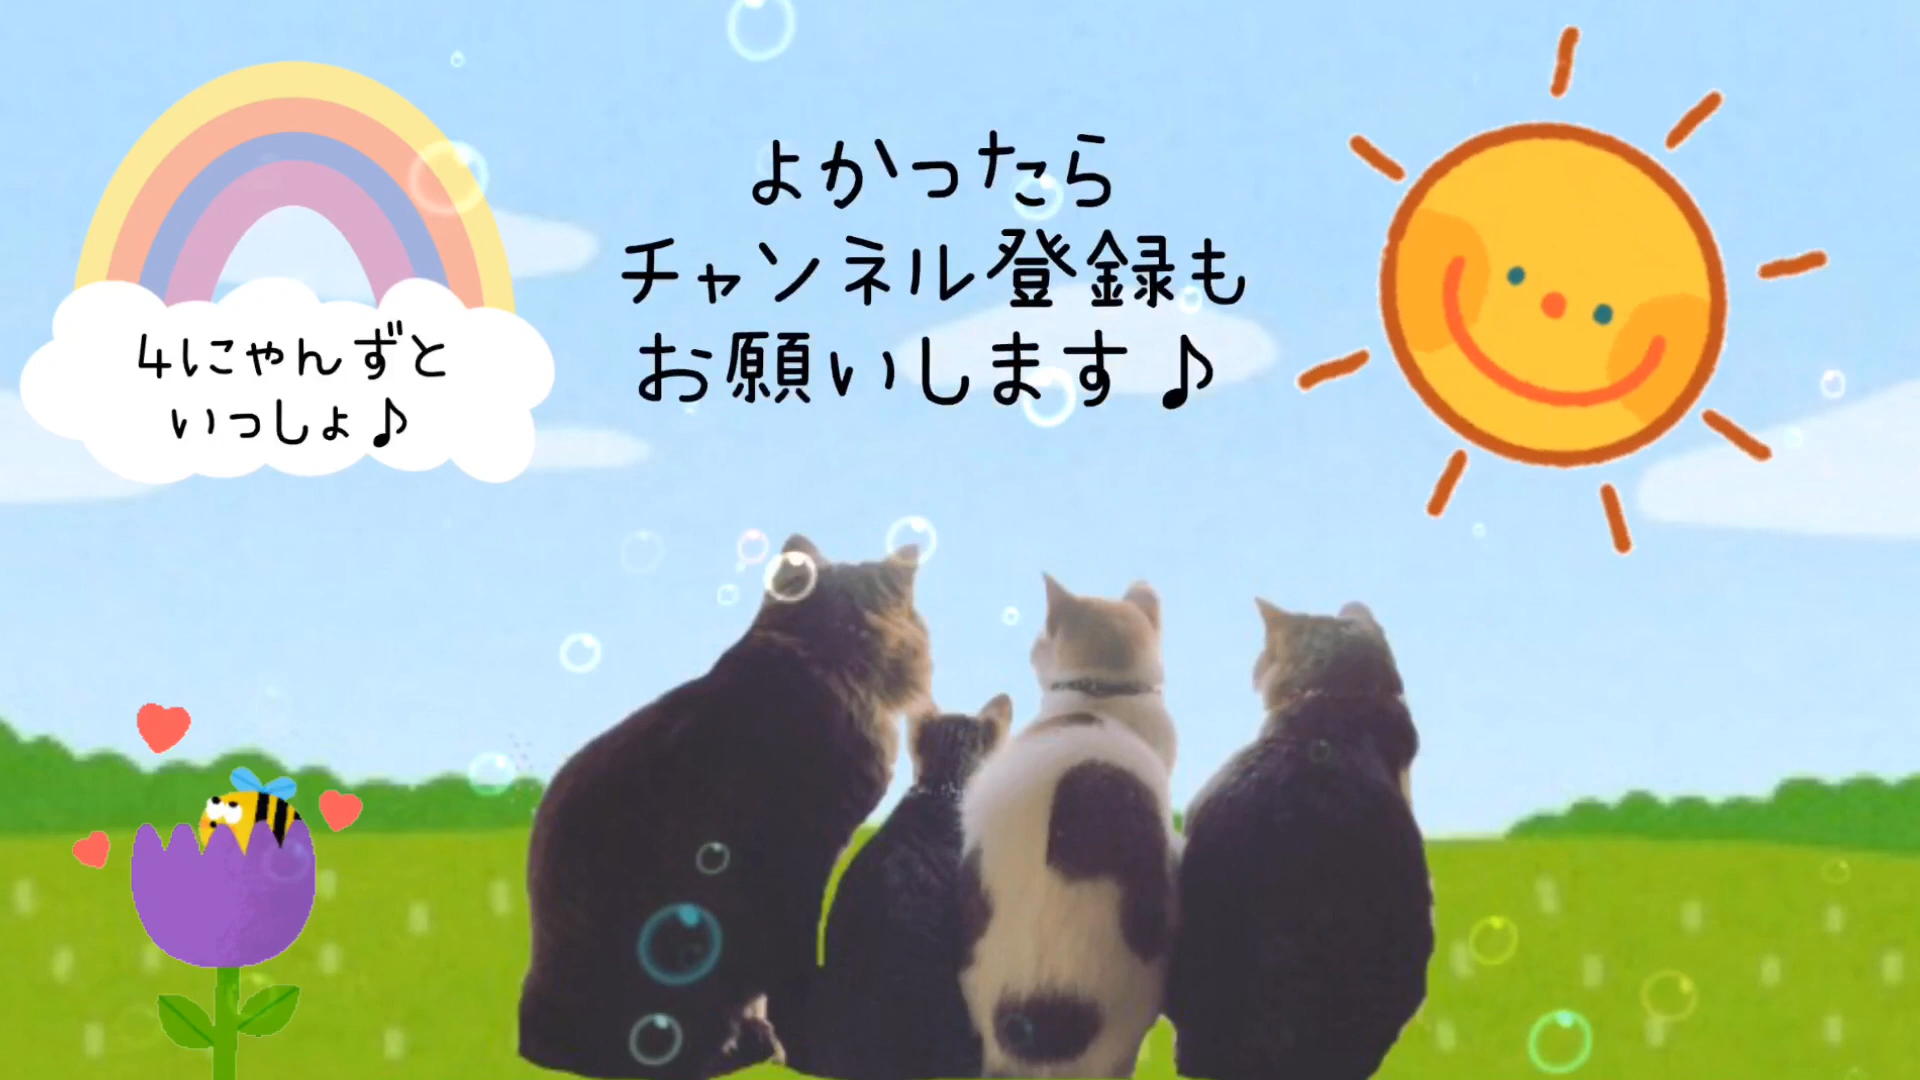 よかったら
チャンネル登録も
お願いします♪
4にゃんずと
いっしょ♪